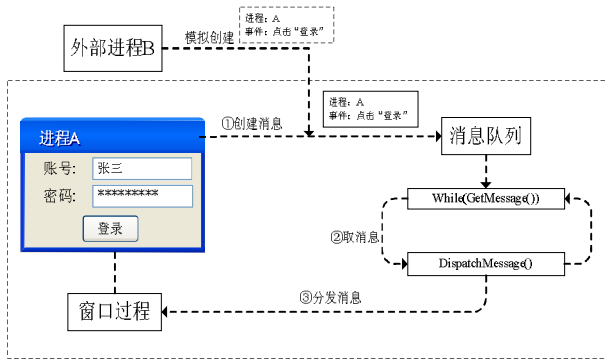 进程：A
事件：点击“登录”
外部进程B
模拟创建
进程：A
事件：点击“登录”
①创建消息
消息队列
进程A
账号:
张三
密码:
*********
登录
While(GetMessage())
②取消息
DispatchMessage()
③分发消息
窗口过程